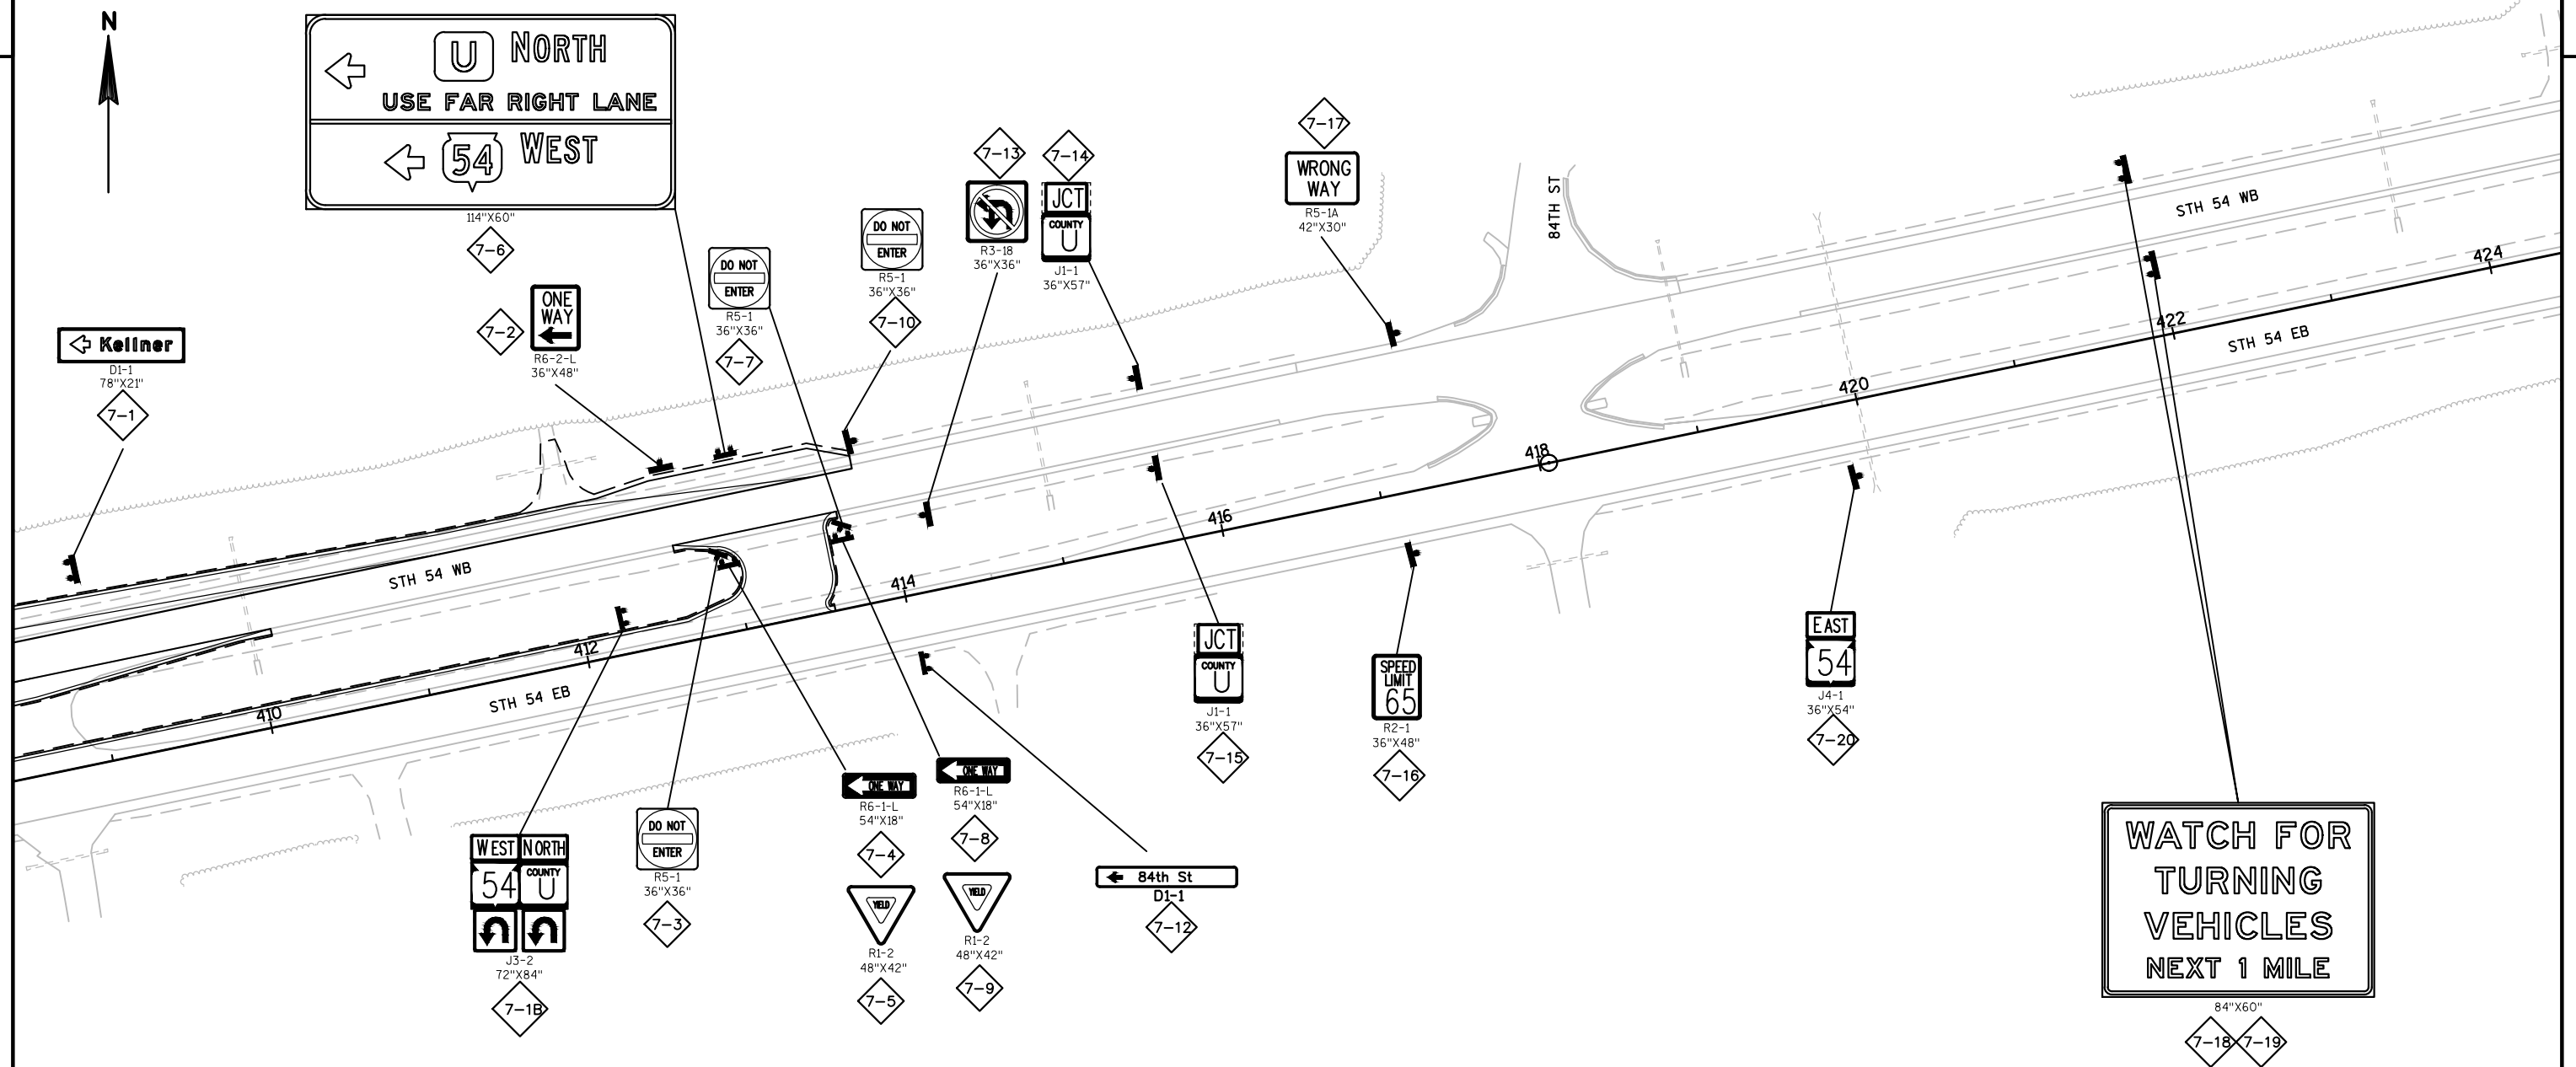 N
U NORTH
USE FAR RIGHT LANE
54 WEST
114"X60"
7-6
Kellner
D1-1
78"X21"
7-1
7-2
ONE
WAY
R6-2-L
36"X48"
DO NOT
ENTER
R5-1
36"X36"
7-7
DO NOT
ENTER
R5-1
36"X36"
7-10
7-13
R3-18
36"X36"
7-14
JCT
COUNTY
U
J1-1
36"X57"
7-17
WRONG
WAY
R5-1A
42"X30"
84TH ST
STH 54 WB
STH 54 EB
424
422
420
418
416
414
412
410
STH 54 WB
STH 54 EB
WEST NORTH
54 COUNTY
U
J3-2
72"X84"
7-1B
DO NOT
ENTER
R5-1
36"X36"
7-3
ONE WAY
R6-1-L
54"X18"
7-4
YIELD
R1-2
48"X42"
7-5
ONE WAY
R6-1-L
54"X18"
7-8
YIELD
R1-2
48"X42"
7-9
84th St
D1-1
7-12
JCT
COUNTY
U
J1-1
36"X57"
7-15
SPEED
LIMIT
65
R2-1
36"X48"
7-16
EAST
54
J4-1
36"X54"
7-20
WATCH FOR
TURNING
VEHICLES
NEXT 1 MILE
84"X60"
7-18 7-19